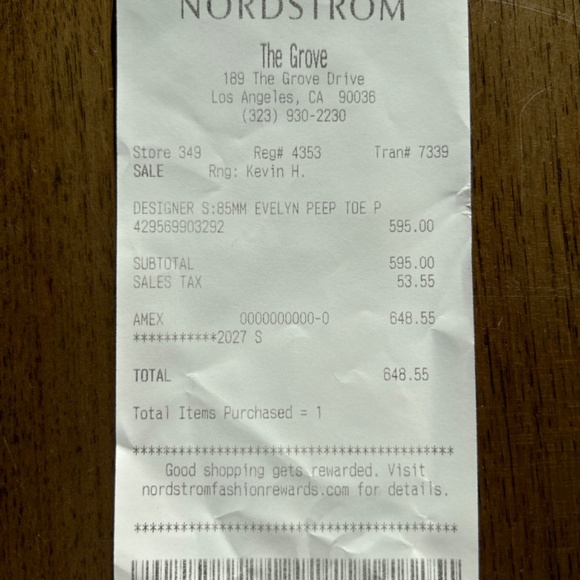 NORDSTROM
The Grove
189 The Grove Drive
Los Angeles, CA 90036
(323) 930-2230
Store 349 Reg# 4353 Tran# 7339
SALE Rng: Kevin H.
DESIGNER S:85MM EVELYN PEEP TOE P
429569903292 595.00
SUBTOTAL 595.00
SALES TAX 53.55
AMEX 0000000000-0 648.55
***********2027 S
TOTAL 648.55
Total Items Purchased = 1
******************************************
Good shopping gets rewarded. Visit
nordstromfashionrewards.com for details.
******************************************